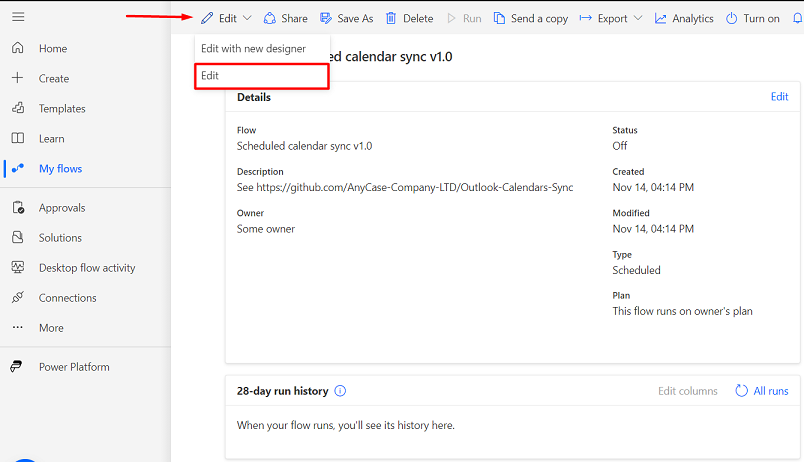 Edit
Share
Save As
Delete
Run
Send a copy
Export
Analytics
Turn on
Edit with new designer
Edit
ed calendar sync v1.0
Home
Create
Templates
Learn
My flows
Approvals
Solutions
Desktop flow activity
Connections
More
Power Platform
Details
Edit
Flow
Scheduled calendar sync v1.0
Description
See https://github.com/AnyCase-Company-LTD/Outlook-Calendars-Sync
Owner
Some owner
Status
Off
Created
Nov 14, 04:14 PM
Modified
Nov 14, 04:14 PM
Type
Scheduled
Plan
This flow runs on owner's plan
28-day run history
Edit columns
All runs
When your flow runs, you'll see its history here.